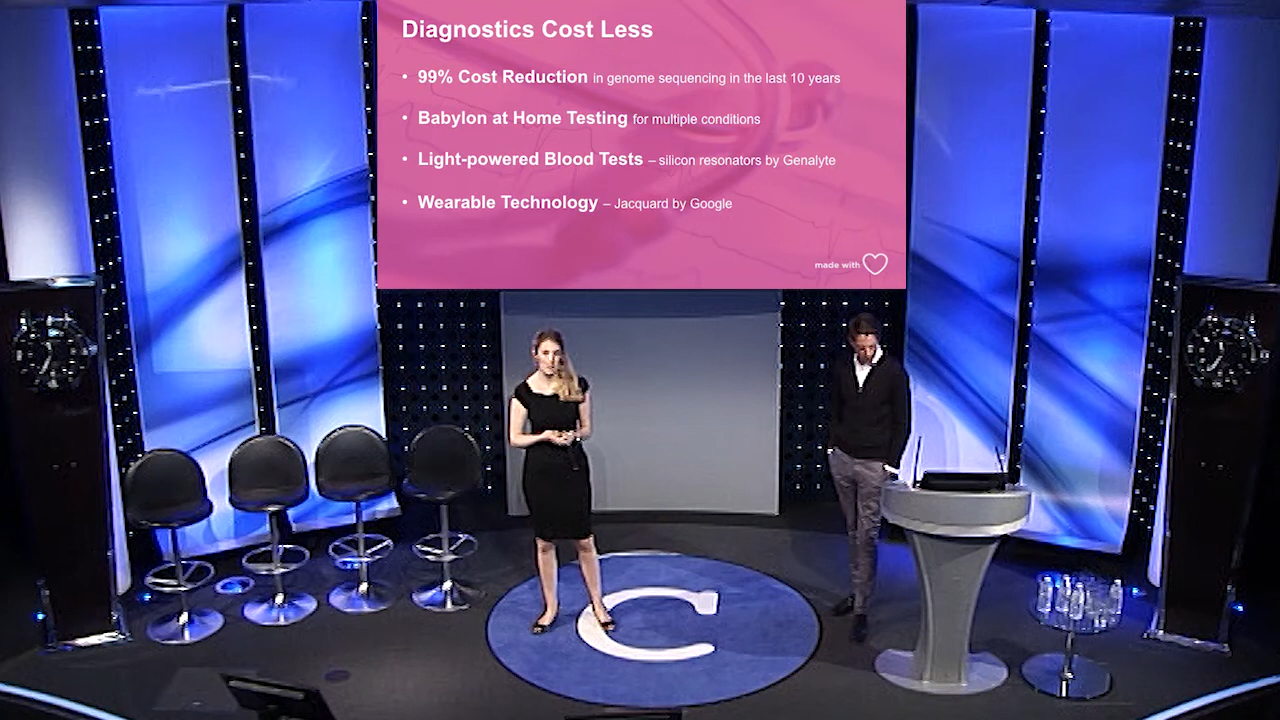 Diagnostics Cost Less
• 99% Cost Reduction in genome sequencing in the last 10 years
• Babylon at Home Testing for multiple conditions
• Light-powered Blood Tests – silicon resonators by Genalyte
• Wearable Technology – Jacquard by Google
made with
C